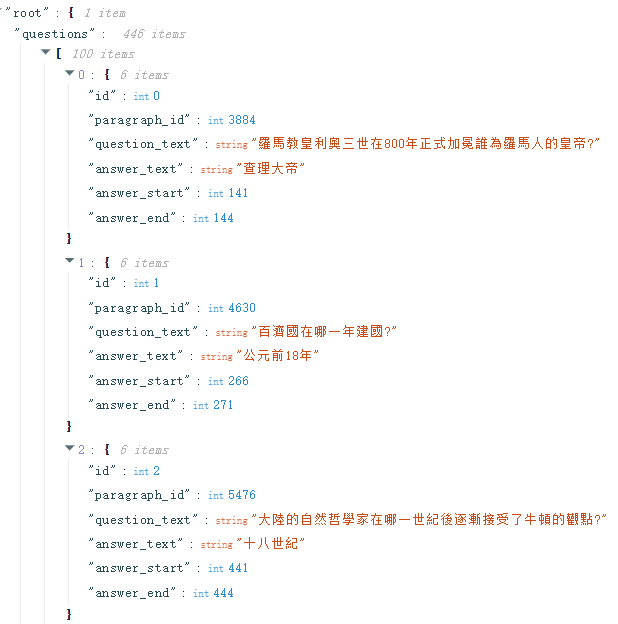 "root" : { 1 item
"questions" : 446 items
[ 100 items
0 : { 6 items
"id" : int 0
"paragraph_id" : int 3884
"question_text" : string "羅馬教皇利奧三世在800年正式加冕誰為羅馬人的皇帝?"
"answer_text" : string "查理大帝"
"answer_start" : int 141
"answer_end" : int 144
}
1 : { 6 items
"id" : int 1
"paragraph_id" : int 4630
"question_text" : string "百濟國在哪一年建國?"
"answer_text" : string "公元前18年"
"answer_start" : int 266
"answer_end" : int 271
}
2 : { 6 items
"id" : int 2
"paragraph_id" : int 5476
"question_text" : string "大陸的自然哲學家在哪一世紀後逐漸接受了牛頓的觀點?"
"answer_text" : string "十八世紀"
"answer_start" : int 441
"answer_end" : int 444
}